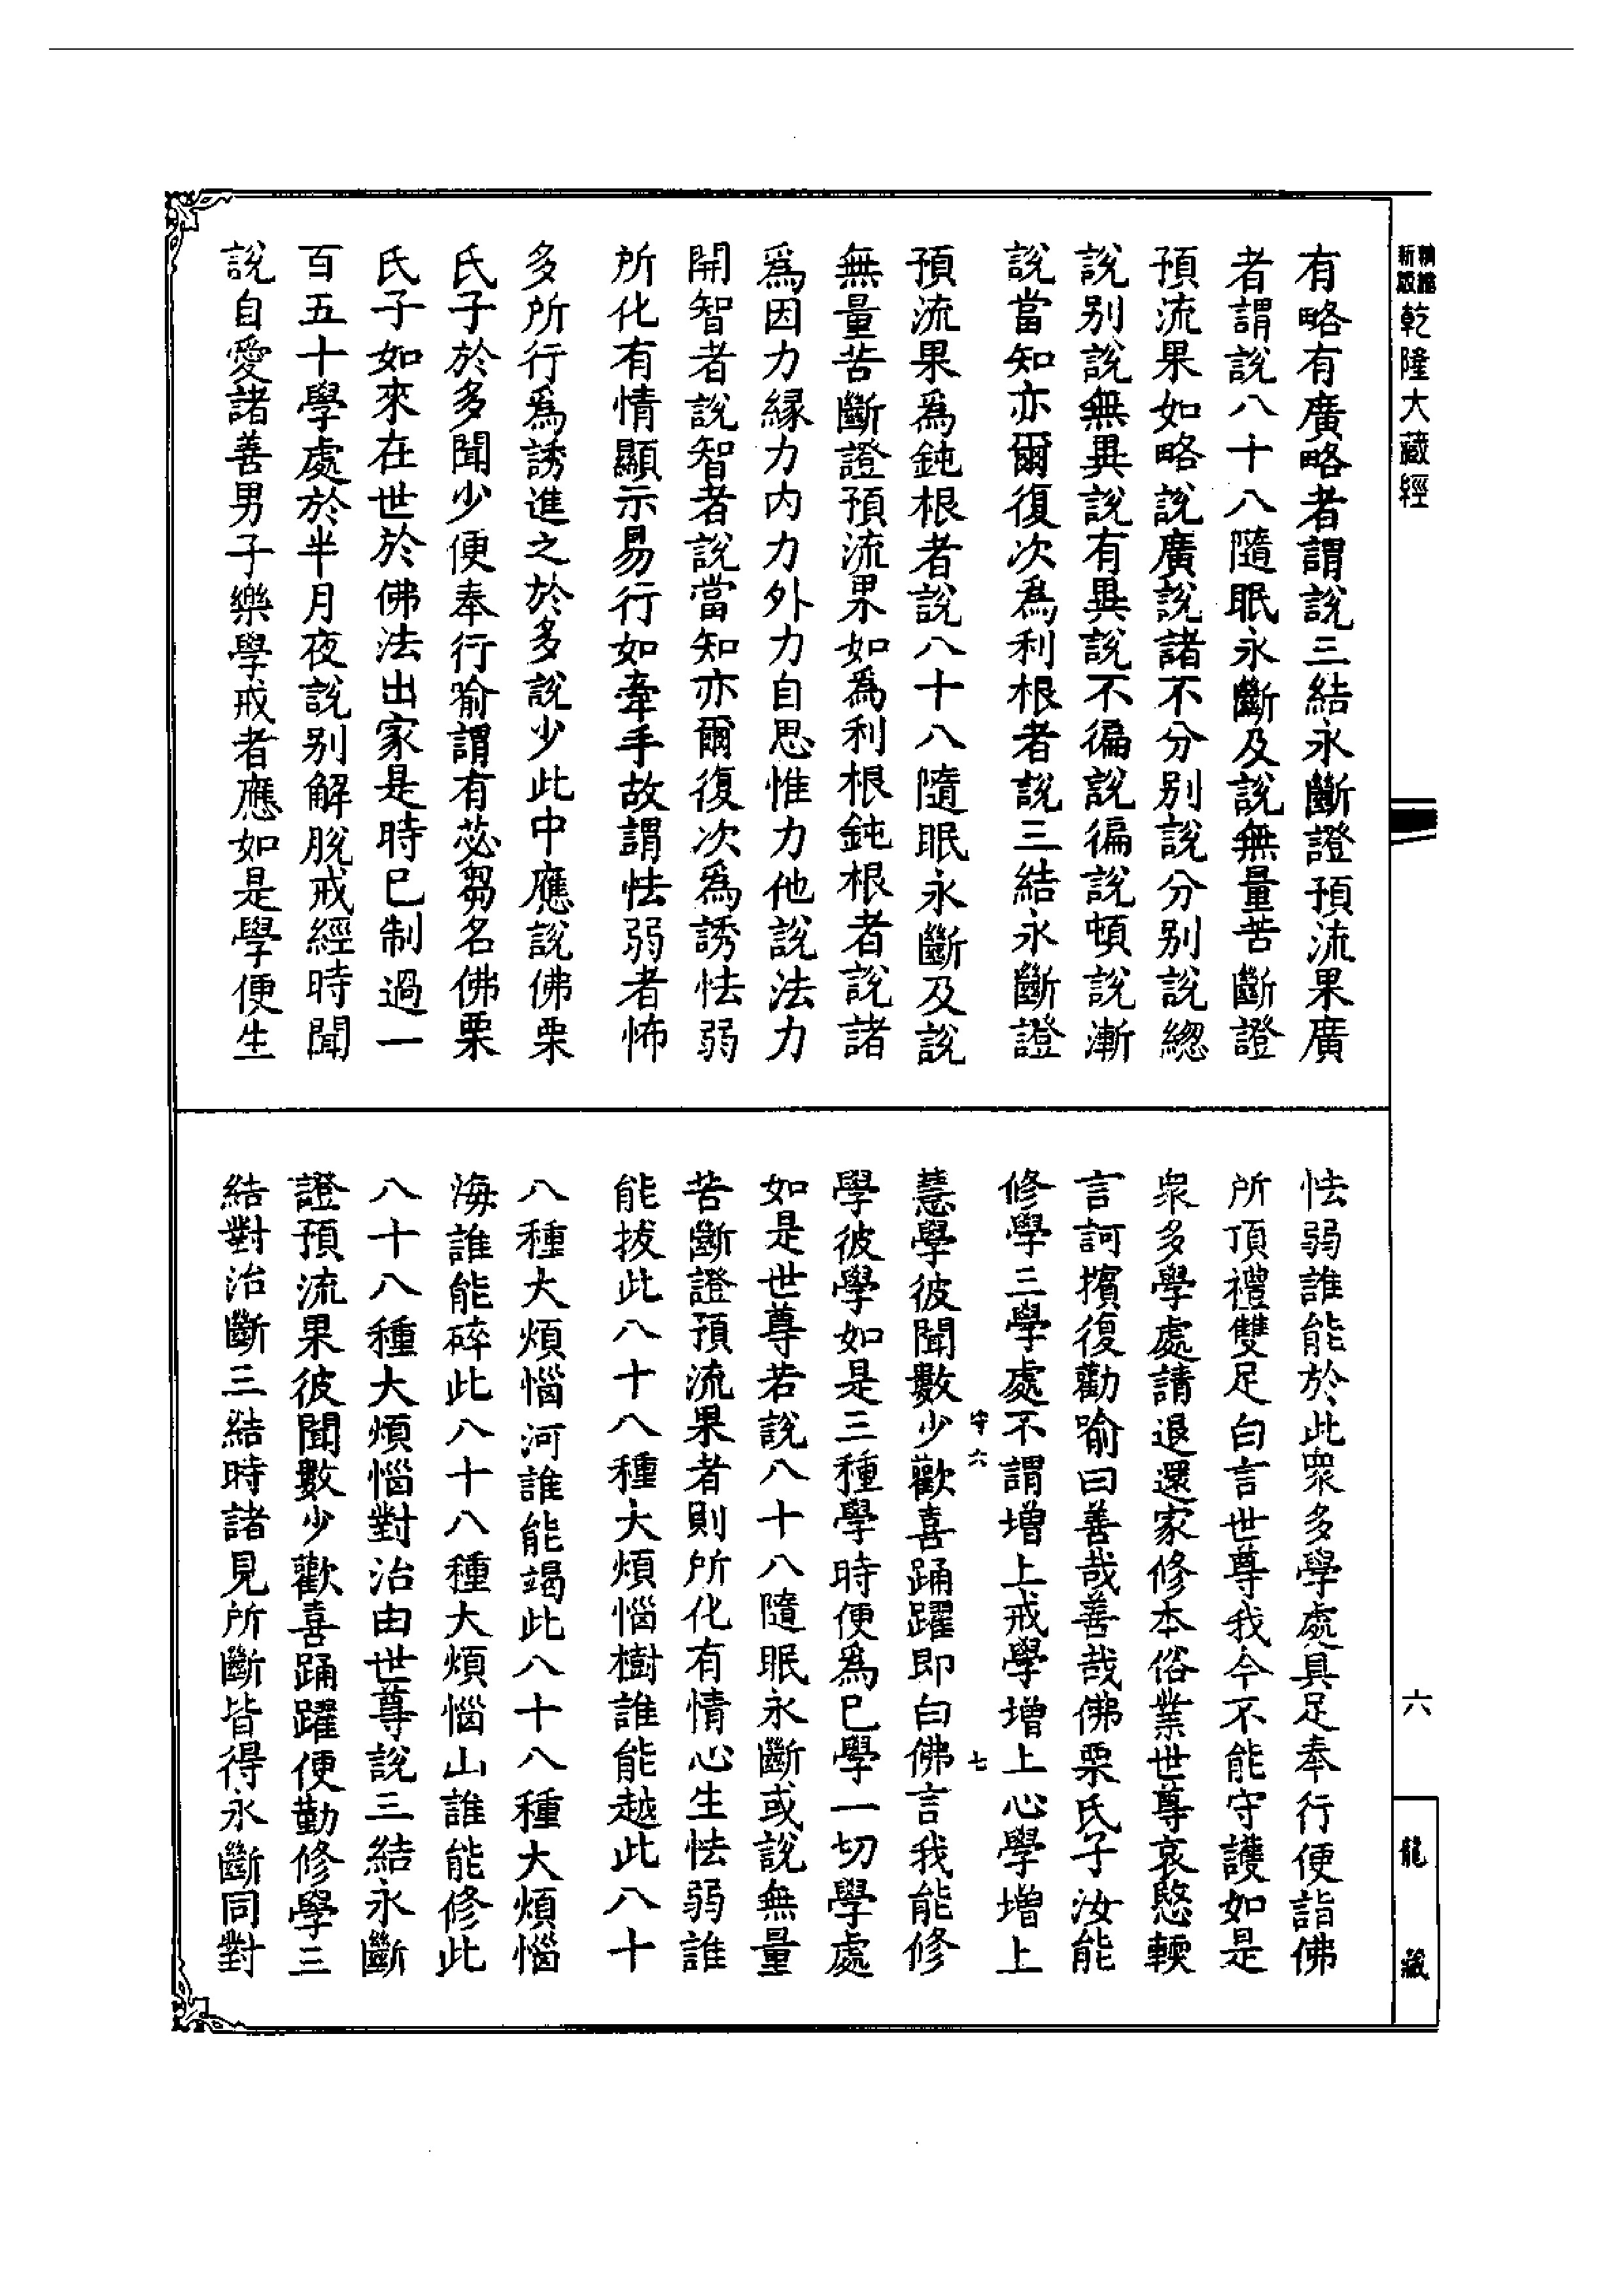 新版
乾隆大藏經
六
龍藏
有略有廣略者謂說三結永斷證預流果廣
者謂說八十八隨眠永斷及說無量苦斷證
預流果如略說廣說諸不分別說分別說總
說别說無異說有異說不徧說徧說頓說漸
說當知亦爾復次為利根者說三結永斷證
預流果為鈍根者說八十八隨眠永斷及說
無量苦斷證預流果如為利根鈍根者說諸
為因力緣力內力外力自思惟力他說法力
開智者說智者說當知亦爾復次為誘怯弱
所化有情顯示易行如牽手故謂怯弱者怖
多所行為誘進之於多說少此中應說佛栗
氏子於多聞少便奉行喻謂有苾芻名佛栗
氏子如來在世於佛法出家是時已制過一
百五十學處於半月夜說别解脫戒經時聞
說自愛諸善男子樂學戒者應如是學便生
怯弱誰能於此眾多學處具足奉行便詣佛
所頂禮雙足白言世尊我今不能守護如是
眾多學處請退還家修本俗業世尊哀愍輭
言訶擯復勸喻曰善哉善哉佛栗氏子汝能
修學三學處不謂增上戒學增上心學增上
守六
七
慧學彼聞數少歡喜踊躍即白佛言我能修
學彼學如是三種學時便為已學一切學處
如是世尊若說八十八隨眠永斷或說無量
苦斷證預流果者則所化有情心生怯弱誰
能拔此八十八種大煩惱樹誰能越此八十
八種大煩惱河誰能竭此八十八種大煩惱
海誰能碎此八十八種大煩惱山誰能修此
八十八種大煩惱對治由世尊說三結永斷
證預流果彼聞數少歡喜踊躍便勤修學三
結對治斷三結時諸見所斷皆得永斷同對